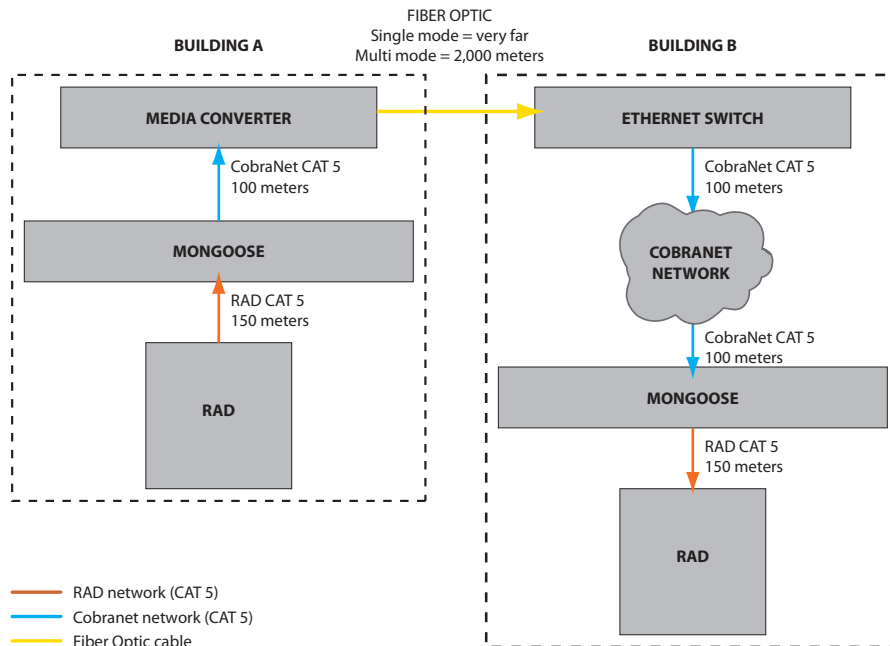 FIBER OPTIC
Single mode = very far
Multi mode = 2,000 meters
BUILDING A
MEDIA CONVERTER
CobraNet CAT 5
100 meters
MONGOOSE
RAD CAT 5
150 meters
RAD
BUILDING B
ETHERNET SWITCH
CobraNet CAT 5
100 meters
COBRANET
NETWORK
CobraNet CAT 5
100 meters
MONGOOSE
RAD CAT 5
150 meters
RAD
RAD network (CAT 5)
Cobranet network (CAT 5)
Fiber Optic cable